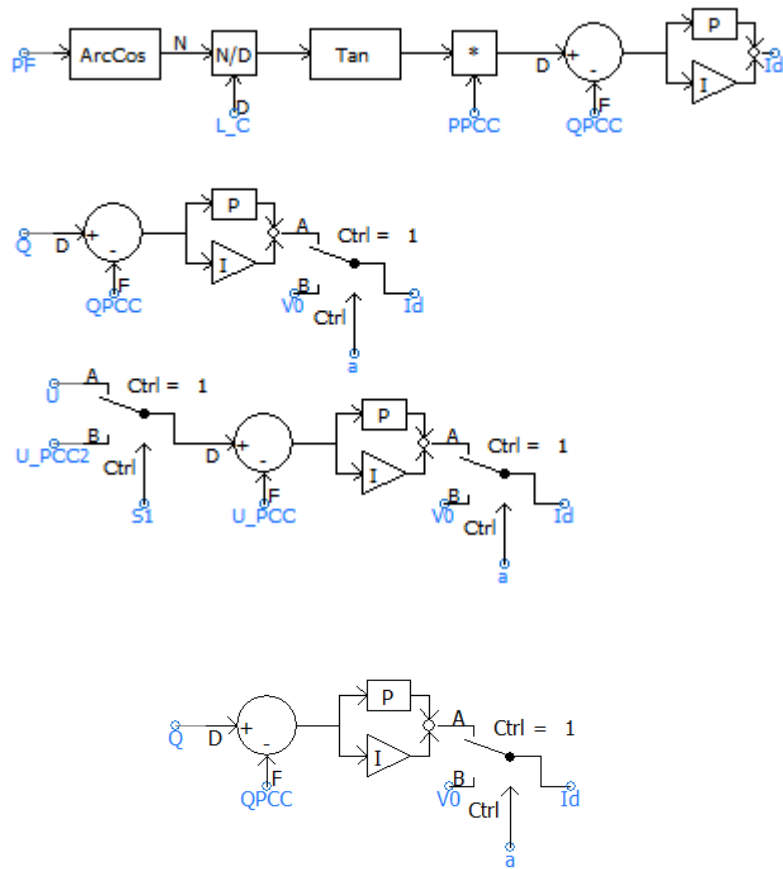 PF ArcCos N N/D Tan * D + - P I Id
D L_C PPCC F QPCC
Q D + - P I A Ctrl = 1
F QPCC B V0 Ctrl Id
a
U A Ctrl = 1
B U_PCC2 Ctrl D + - P I A Ctrl = 1
S1 F U_PCC B V0 Ctrl Id
a
Q D + - P I A Ctrl = 1
F QPCC B V0 Ctrl Id
a